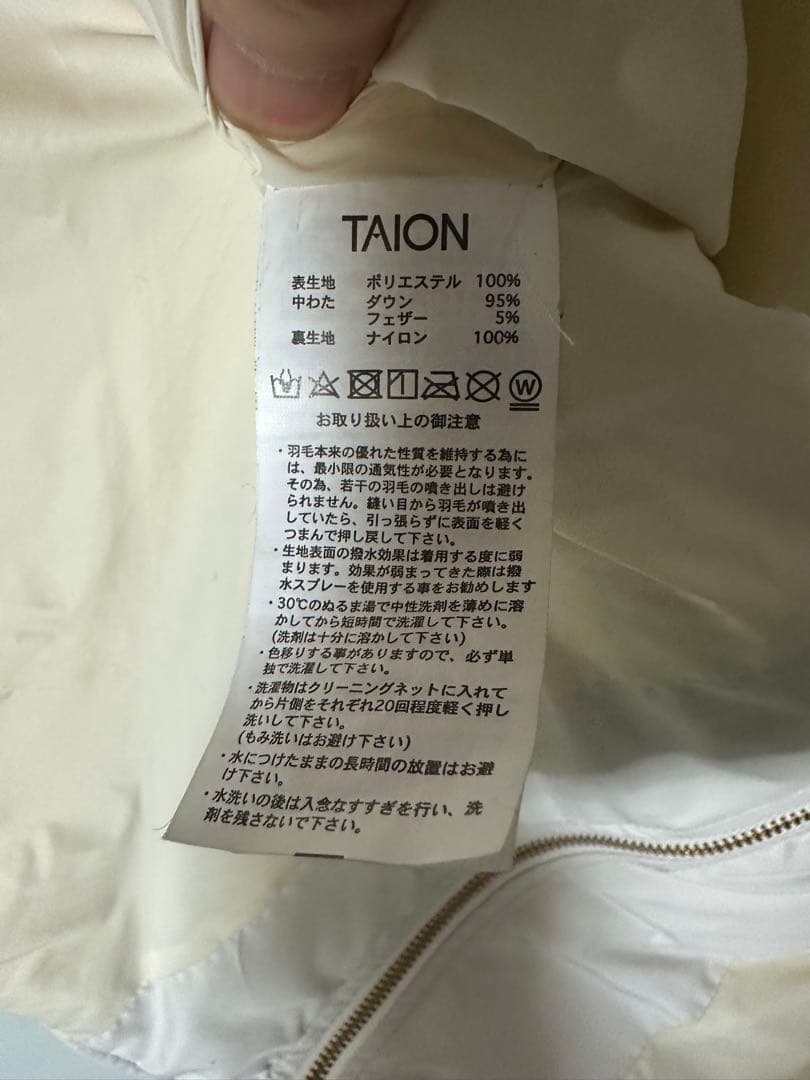 TAION
表生地 ポリエステル 100%
中わた ダウン 95%
フェザー 5%
裏生地 ナイロン 100%
W
お取り扱い上の御注意
・羽毛本来の優れた性質を維持する為に
は、最小限の通気性が必要となります。
その為、若干の羽毛の噴き出しは避け
られません。縫い目から羽毛が噴き出
していたら、引っ張らずに表面を軽く
つまんで押し戻して下さい。
・生地表面の撥水効果は着用する度に弱
まります。効果が弱まってきた際は撥
水スプレーを使用する事をお勧めします
・30℃のぬるま湯で中性洗剤を薄めに溶
かしてから短時間で洗濯して下さい。
(洗剤は十分に溶かして下さい)
・色移りする事がありますので、必ず単
独で洗濯して下さい。
・洗濯物はクリーニングネットに入れて
から片側をそれぞれ20回程度軽く押し
洗いして下さい。
(もみ洗いはお避け下さい)
・水につけたままの長時間の放置はお避
け下さい。
・水洗いの後は入念なすすぎを行い、洗
剤を残さないで下さい。